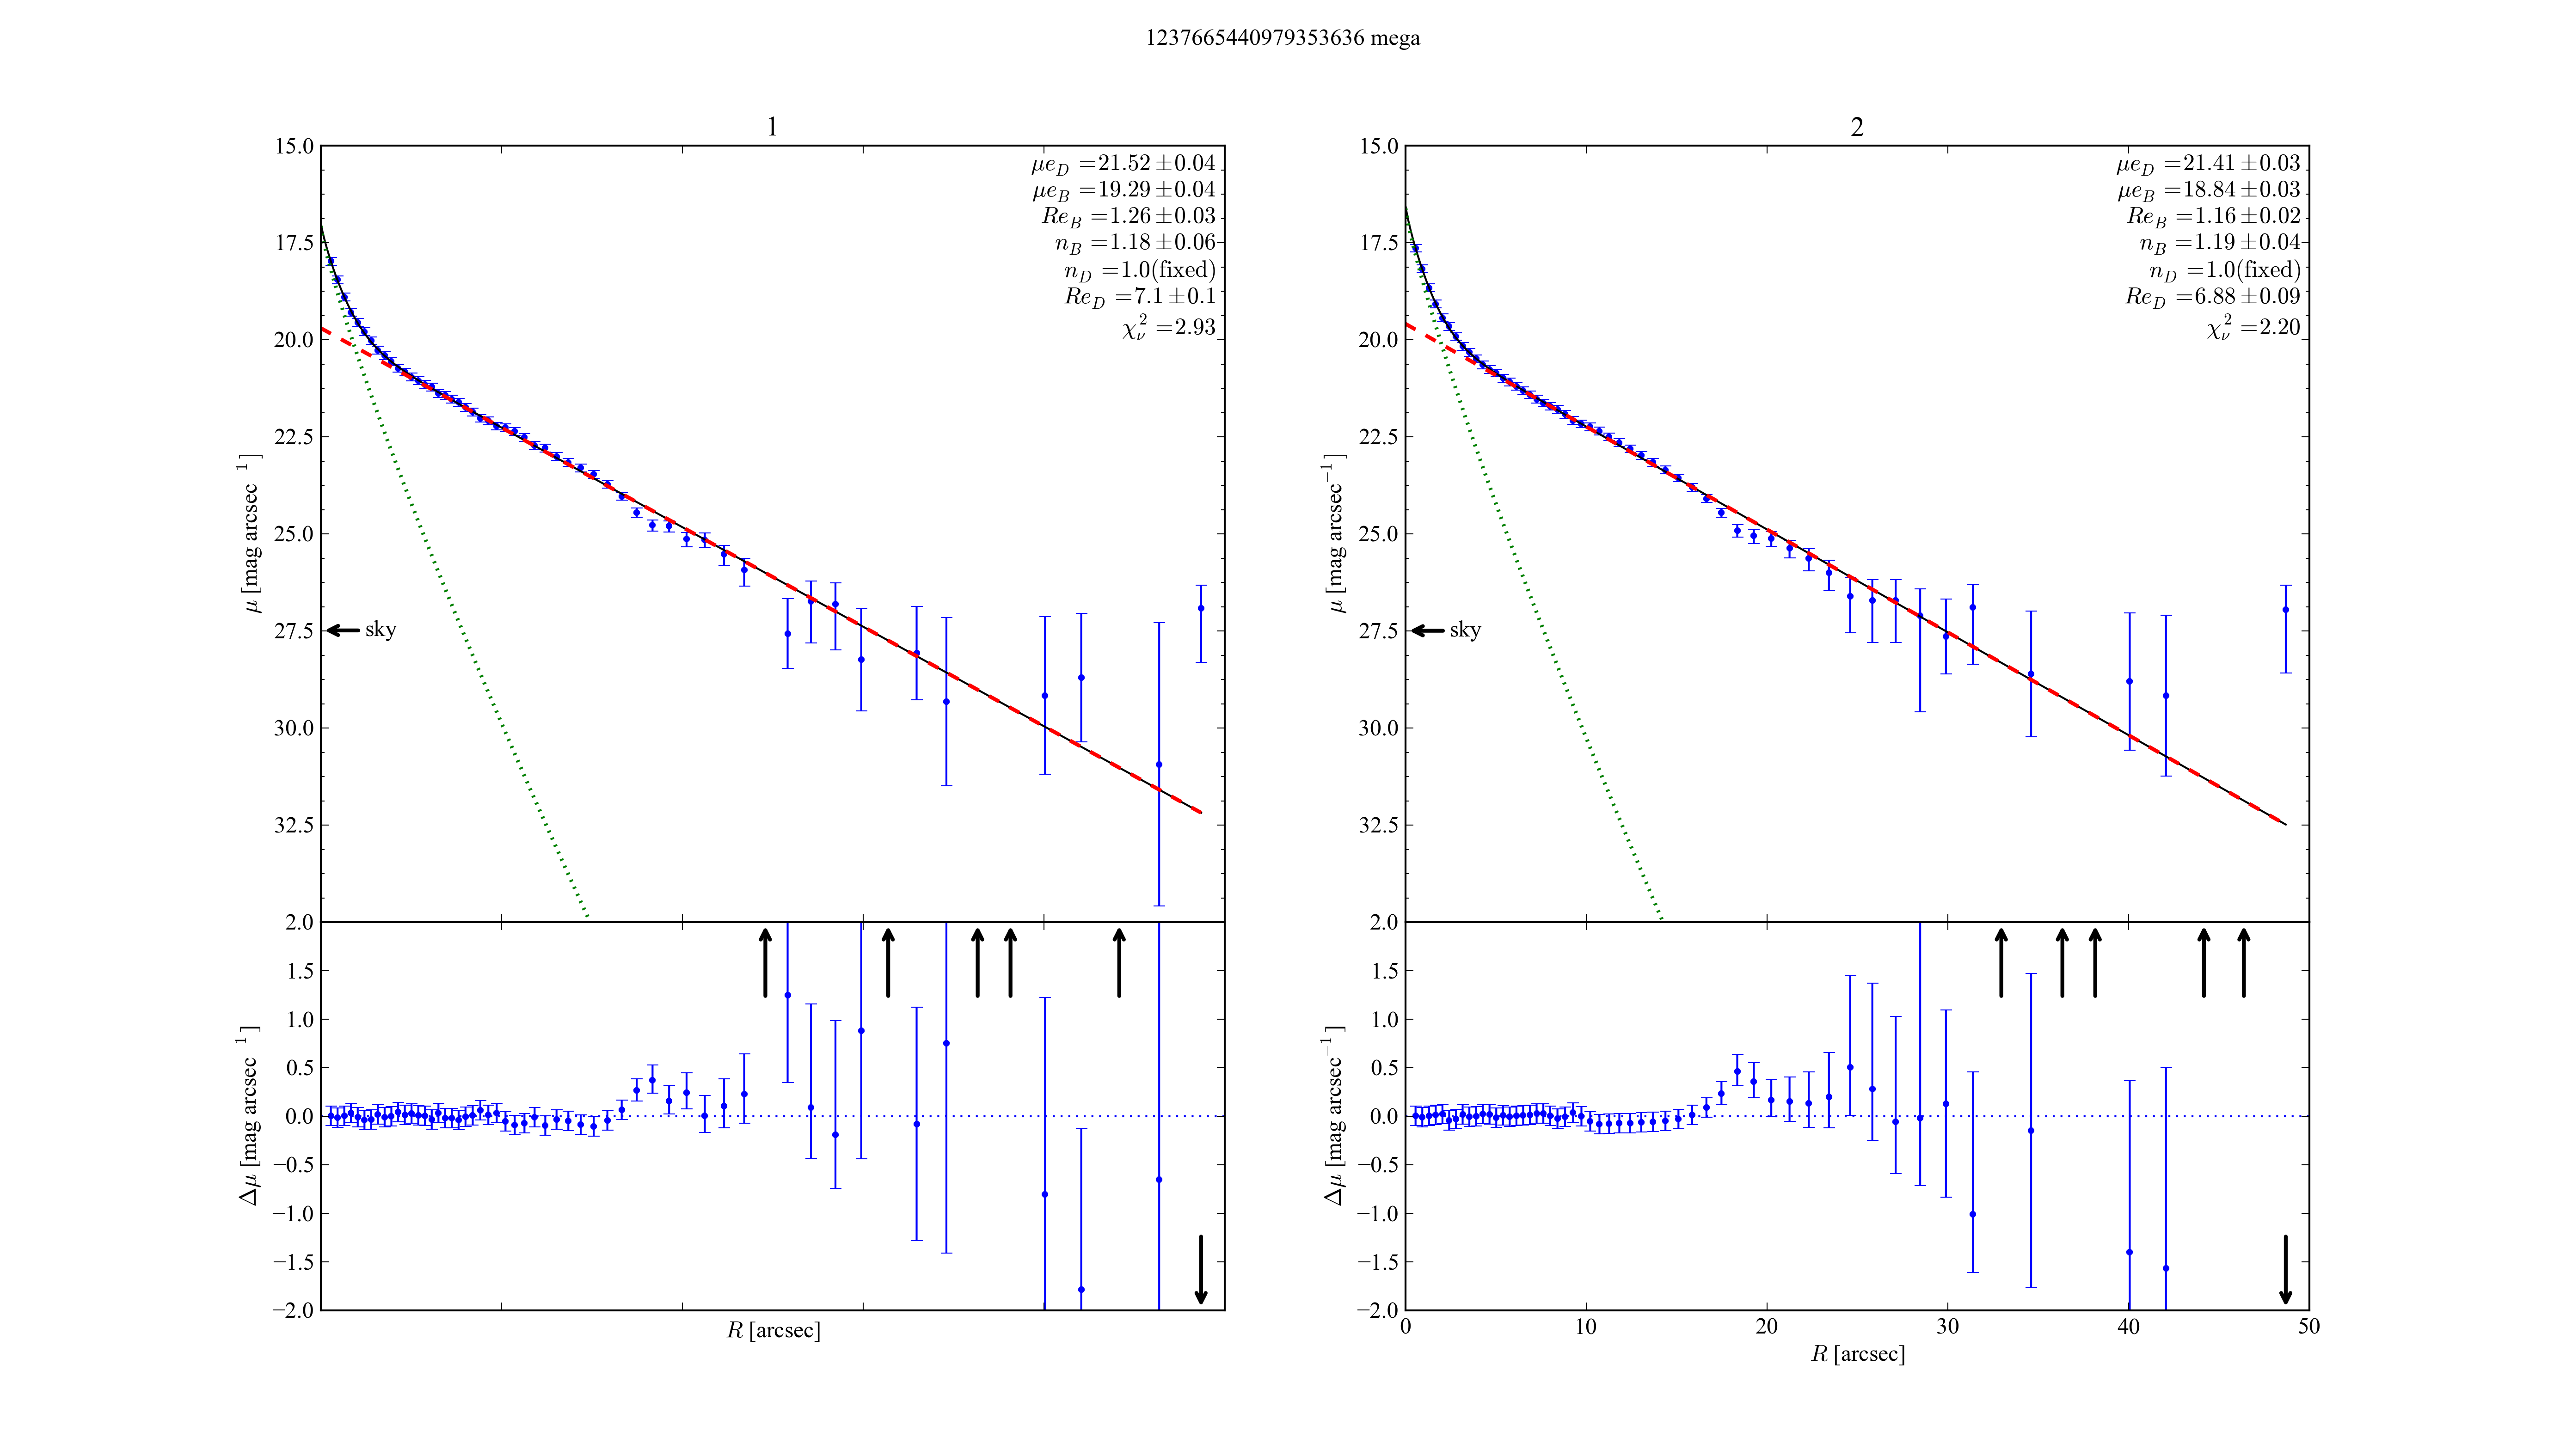 1237665440979353636 mega
1
15.0
17.5
20.0
22.5
25.0
27.5
30.0
32.5
μ [mag arcsec⁻¹]
μe_D =21.52±0.04
μe_B =19.29±0.04
Re_B =1.26±0.03
n_B =1.18±0.06
n_D =1.0(fixed)
Re_D =7.1±0.1
χ²_ν =2.93
sky
2.0
1.5
1.0
0.5
0.0
−0.5
−1.0
−1.5
−2.0
Δμ [mag arcsec⁻¹]
R [arcsec]
2
15.0
17.5
20.0
22.5
25.0
27.5
30.0
32.5
μ [mag arcsec⁻¹]
μe_D =21.41±0.03
μe_B =18.84±0.03
Re_B =1.16±0.02
n_B =1.19±0.04
n_D =1.0(fixed)
Re_D =6.88±0.09
χ²_ν =2.20
sky
2.0
1.5
1.0
0.5
0.0
−0.5
−1.0
−1.5
−2.0
Δμ [mag arcsec⁻¹]
0 10 20 30 40 50
R [arcsec]